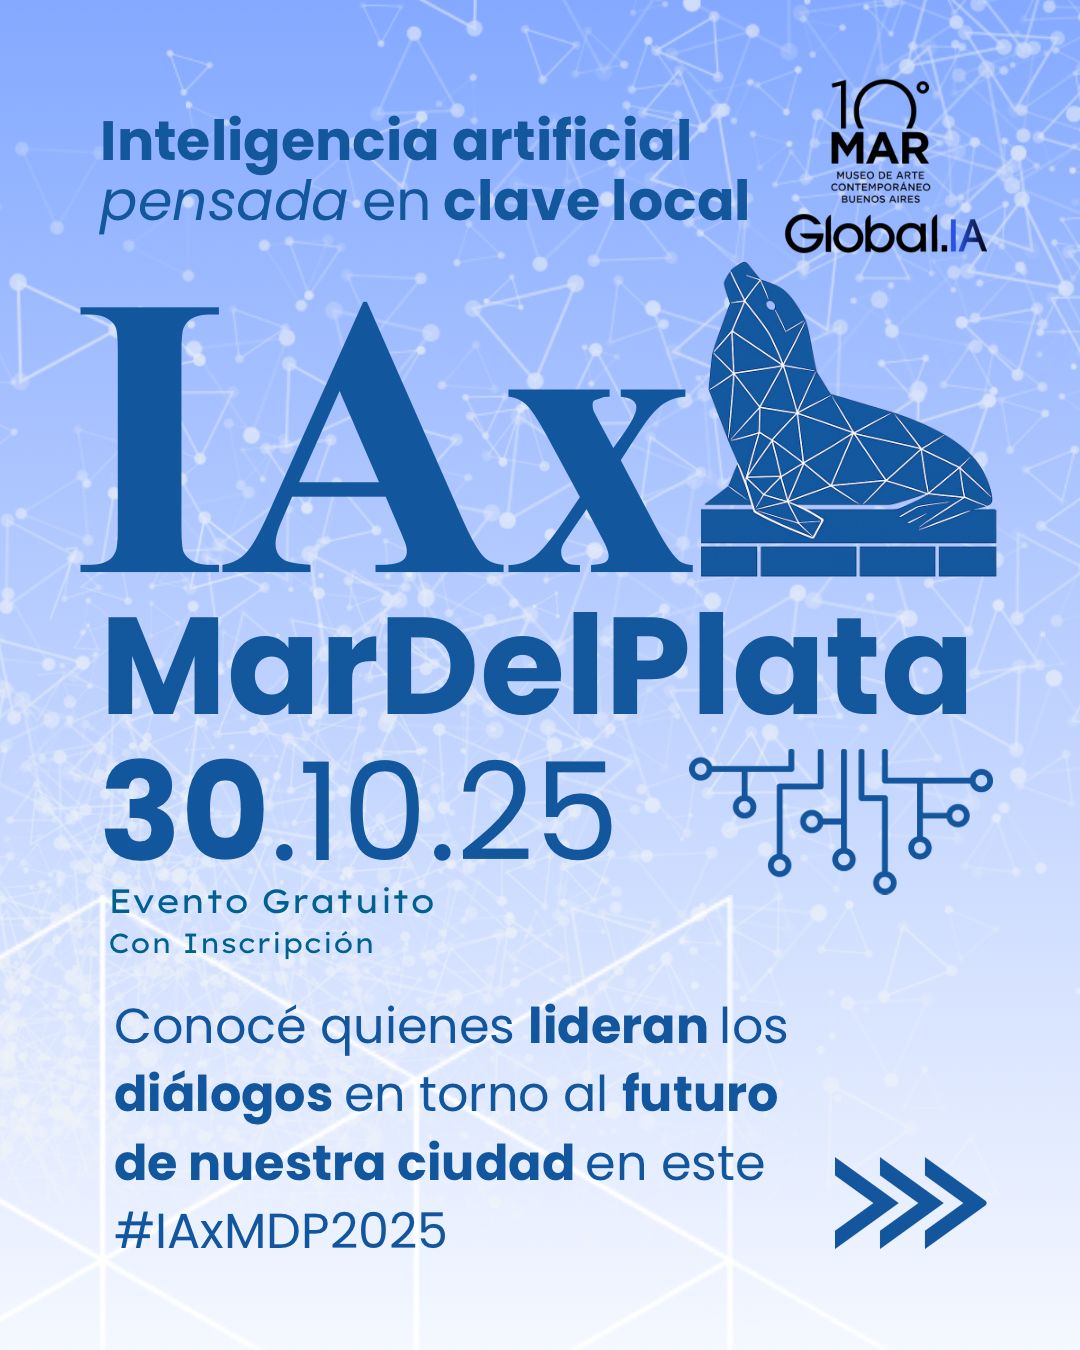 Inteligencia artificial
pensada en clave local
10°
MAR
MUSEO DE ARTE
CONTEMPORÁNEO
BUENOS AIRES
Global.IA
IAx
MarDelPlata
30.10.25
Evento Gratuito
Con Inscripción
Conocé quienes lideran los
diálogos en torno al futuro
de nuestra ciudad en este
#IAxMDP2025